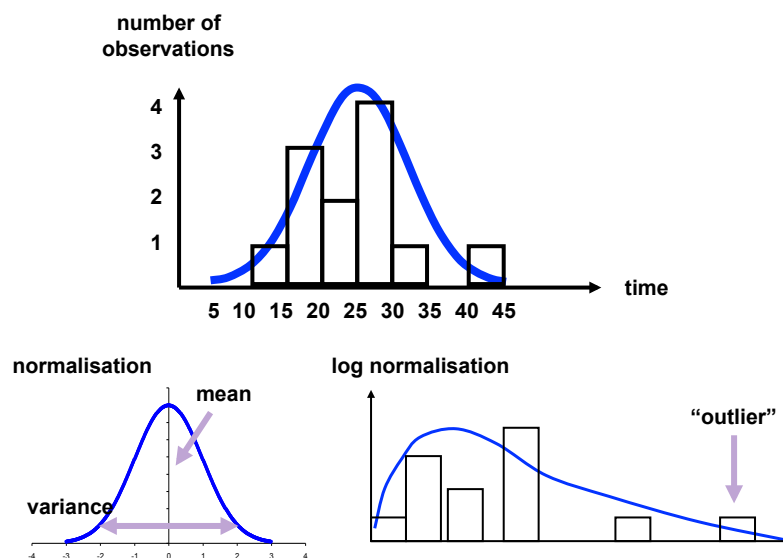 number of
observations
4
3
2
1
time
5 10 15 20 25 30 35 40 45
normalisation
log normalisation
mean
"outlier"
variance
-4 -3 -2 -1 0 1 2 3 4